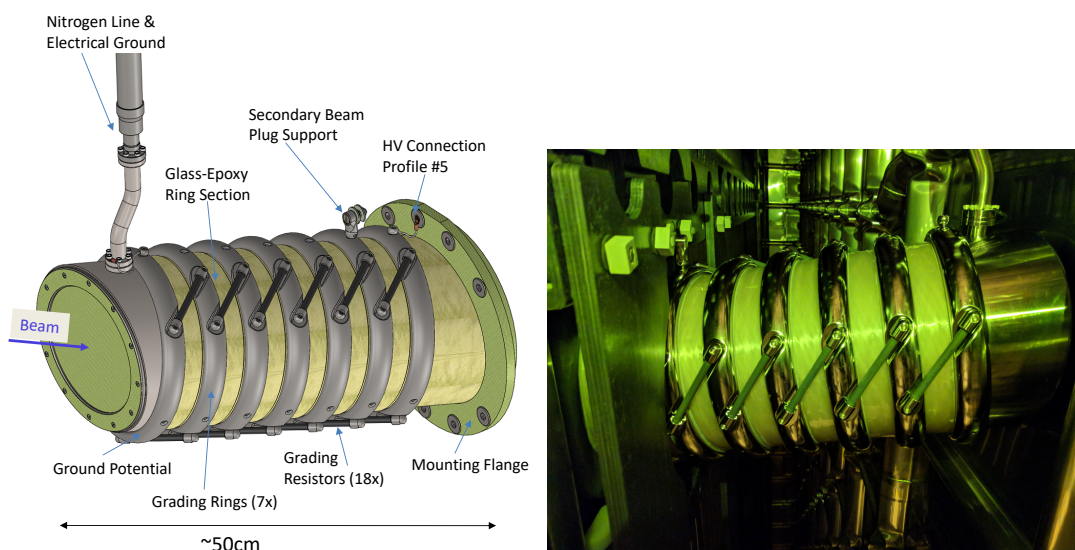 Nitrogen Line &
Electrical Ground
Secondary Beam
Plug Support
HV Connection
Profile #5
Glass-Epoxy
Ring Section
Beam
Ground Potential
Grading Rings (7x)
Grading
Resistors (18x)
Mounting Flange
~50cm